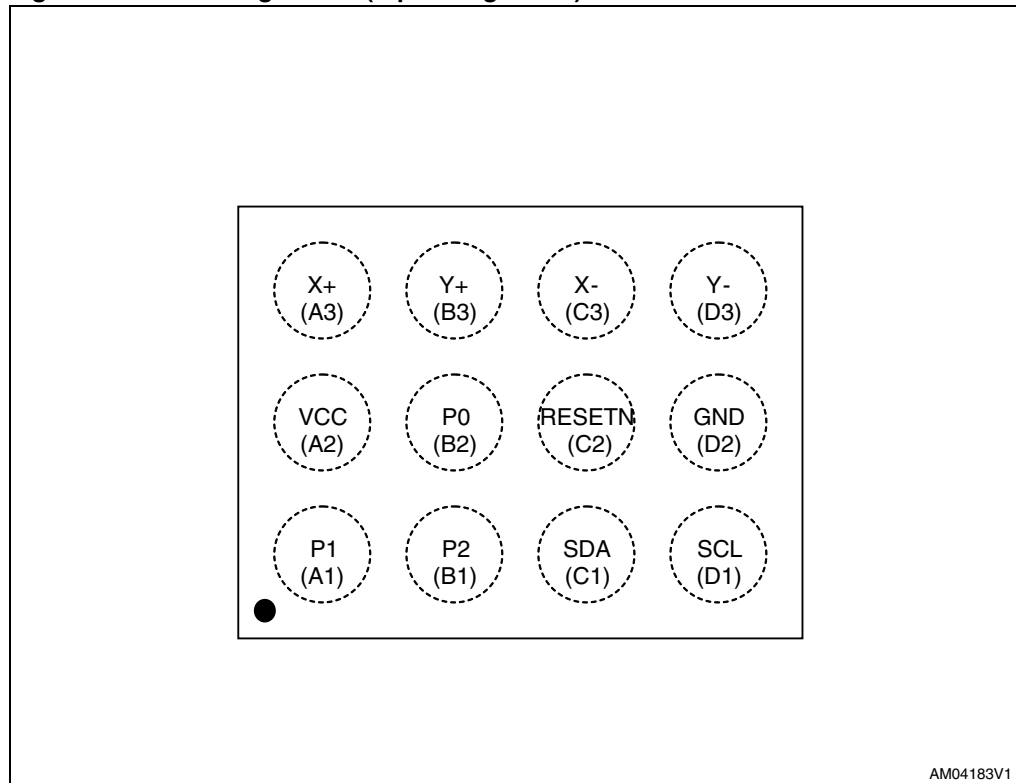 X+ Y+ X- Y-
(A3) (B3) (C3) (D3)
VCC P0 RESETN GND
(A2) (B2) (C2) (D2)
P1 P2 SDA SCL
(A1) (B1) (C1) (D1)
AM04183V1